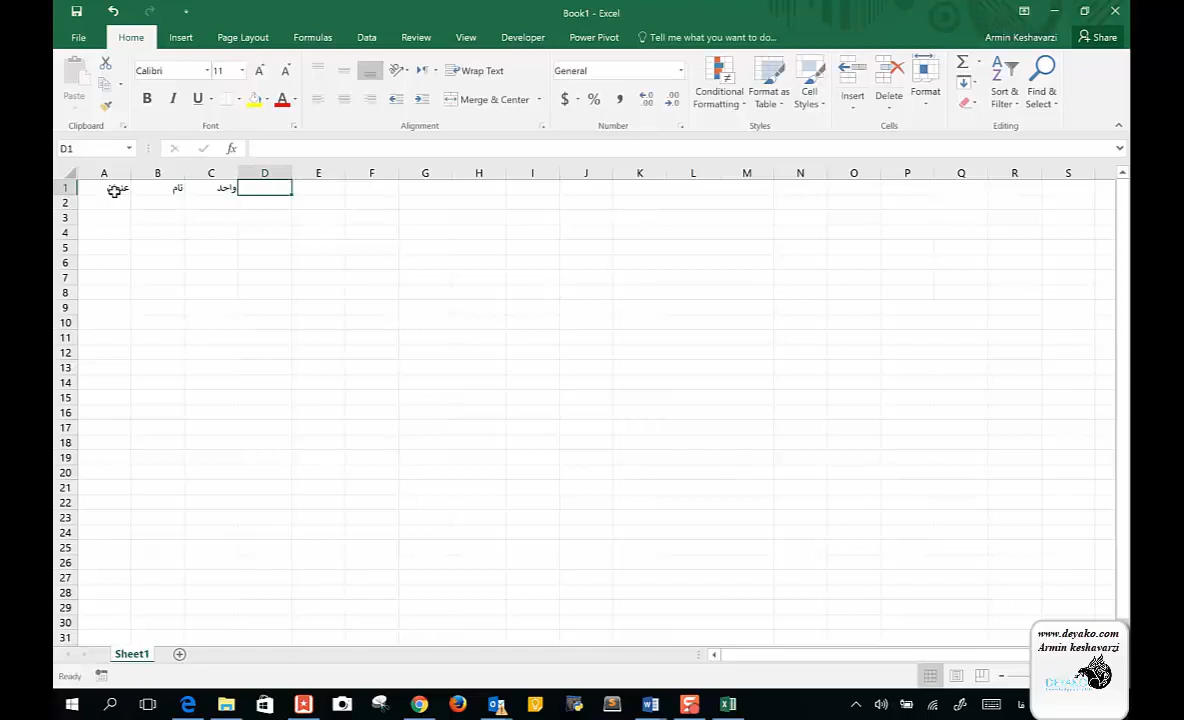 Book1 - Excel
File Home Insert Page Layout Formulas Data Review View Developer Power Pivot Tell me what you want to do... Armin Keshavarzi Share
Calibri 11 Wrap Text General
Paste Merge & Center $ % , Conditional Formatting Format as Table Cell Styles Insert Delete Format Sort & Filter Find & Select
Clipboard Font Alignment Number Styles Cells Editing
D1 fx
A B C D E F G H I J K L M N O P Q R S
1 عنوان نام واحد
2
3
4
5
6
7
8
9
10
11
12
13
14
15
16
17
18
19
20
21
22
23
24
25
26
27
28
29
30
31
Sheet1
Ready
www.deyako.com
Armin keshavarzi
DEYAKO
فا